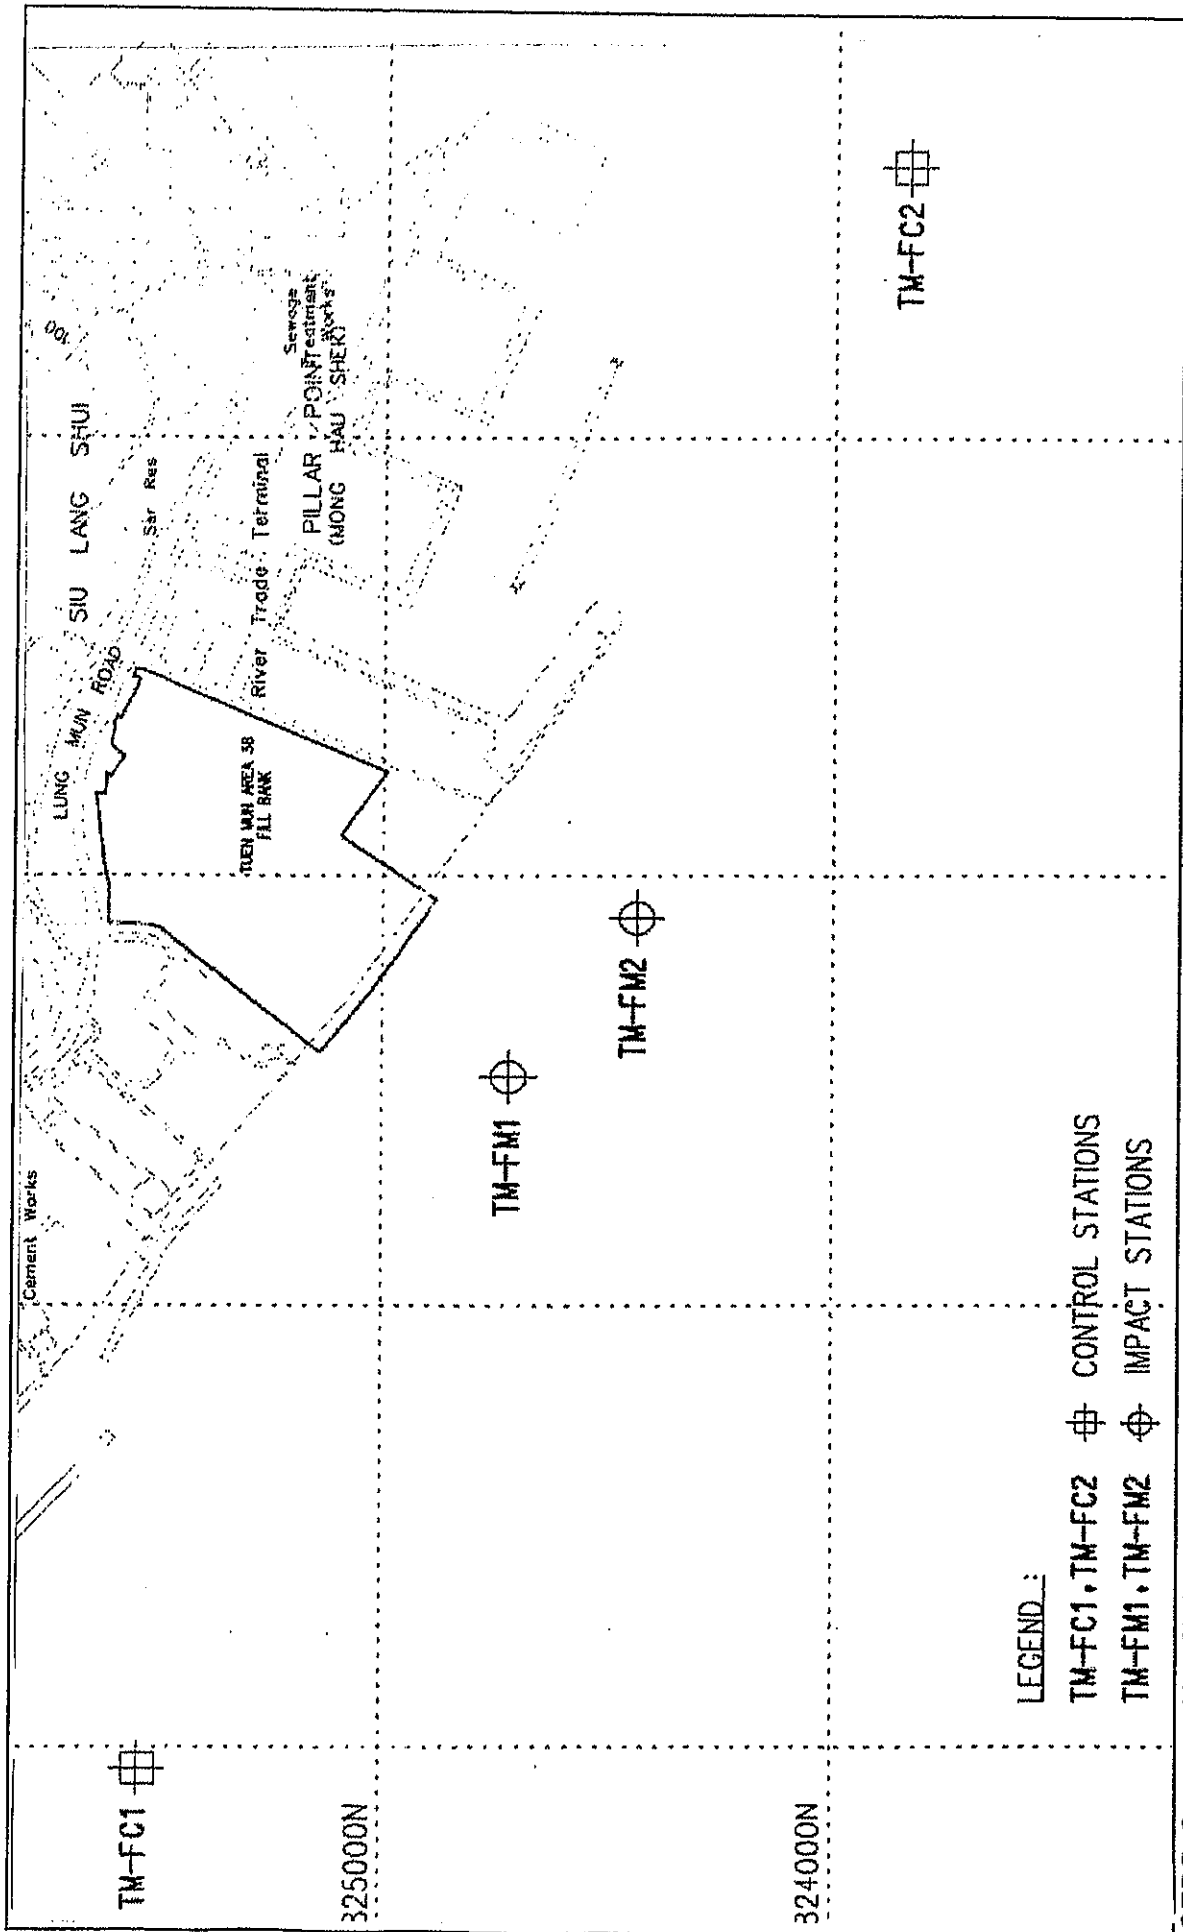 100
SIU LANG SHUI
LUNG MUN ROAD
Ser Res
Cement Works
TUEN MUN AREA 38
FILL BANK
River Trade Terminal
Sewage
Treatment
Works
PILLAR POINT
(MONG HAU SHEK)
TM-FC1
325000N
TM-FM1
TM-FM2
TM-FC2
324000N
LEGEND :
TM-FC1,TM-FC2 CONTROL STATIONS
TM-FM1,TM-FM2 IMPACT STATIONS